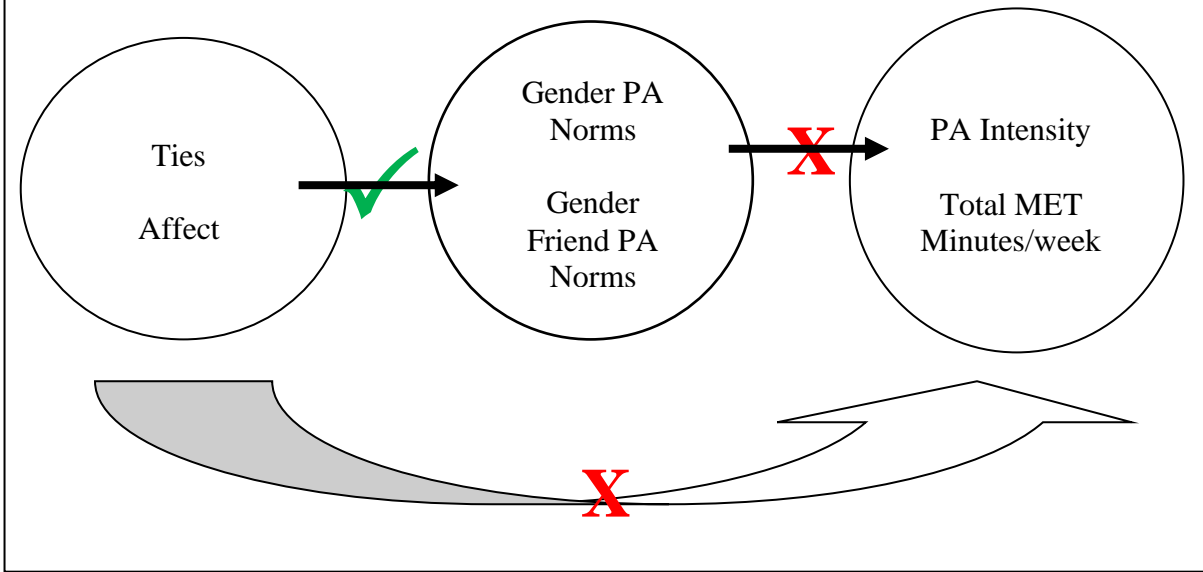 Ties
Affect
Gender PA
Norms
Gender
Friend PA
Norms
X
PA Intensity
Total MET
Minutes/week
X